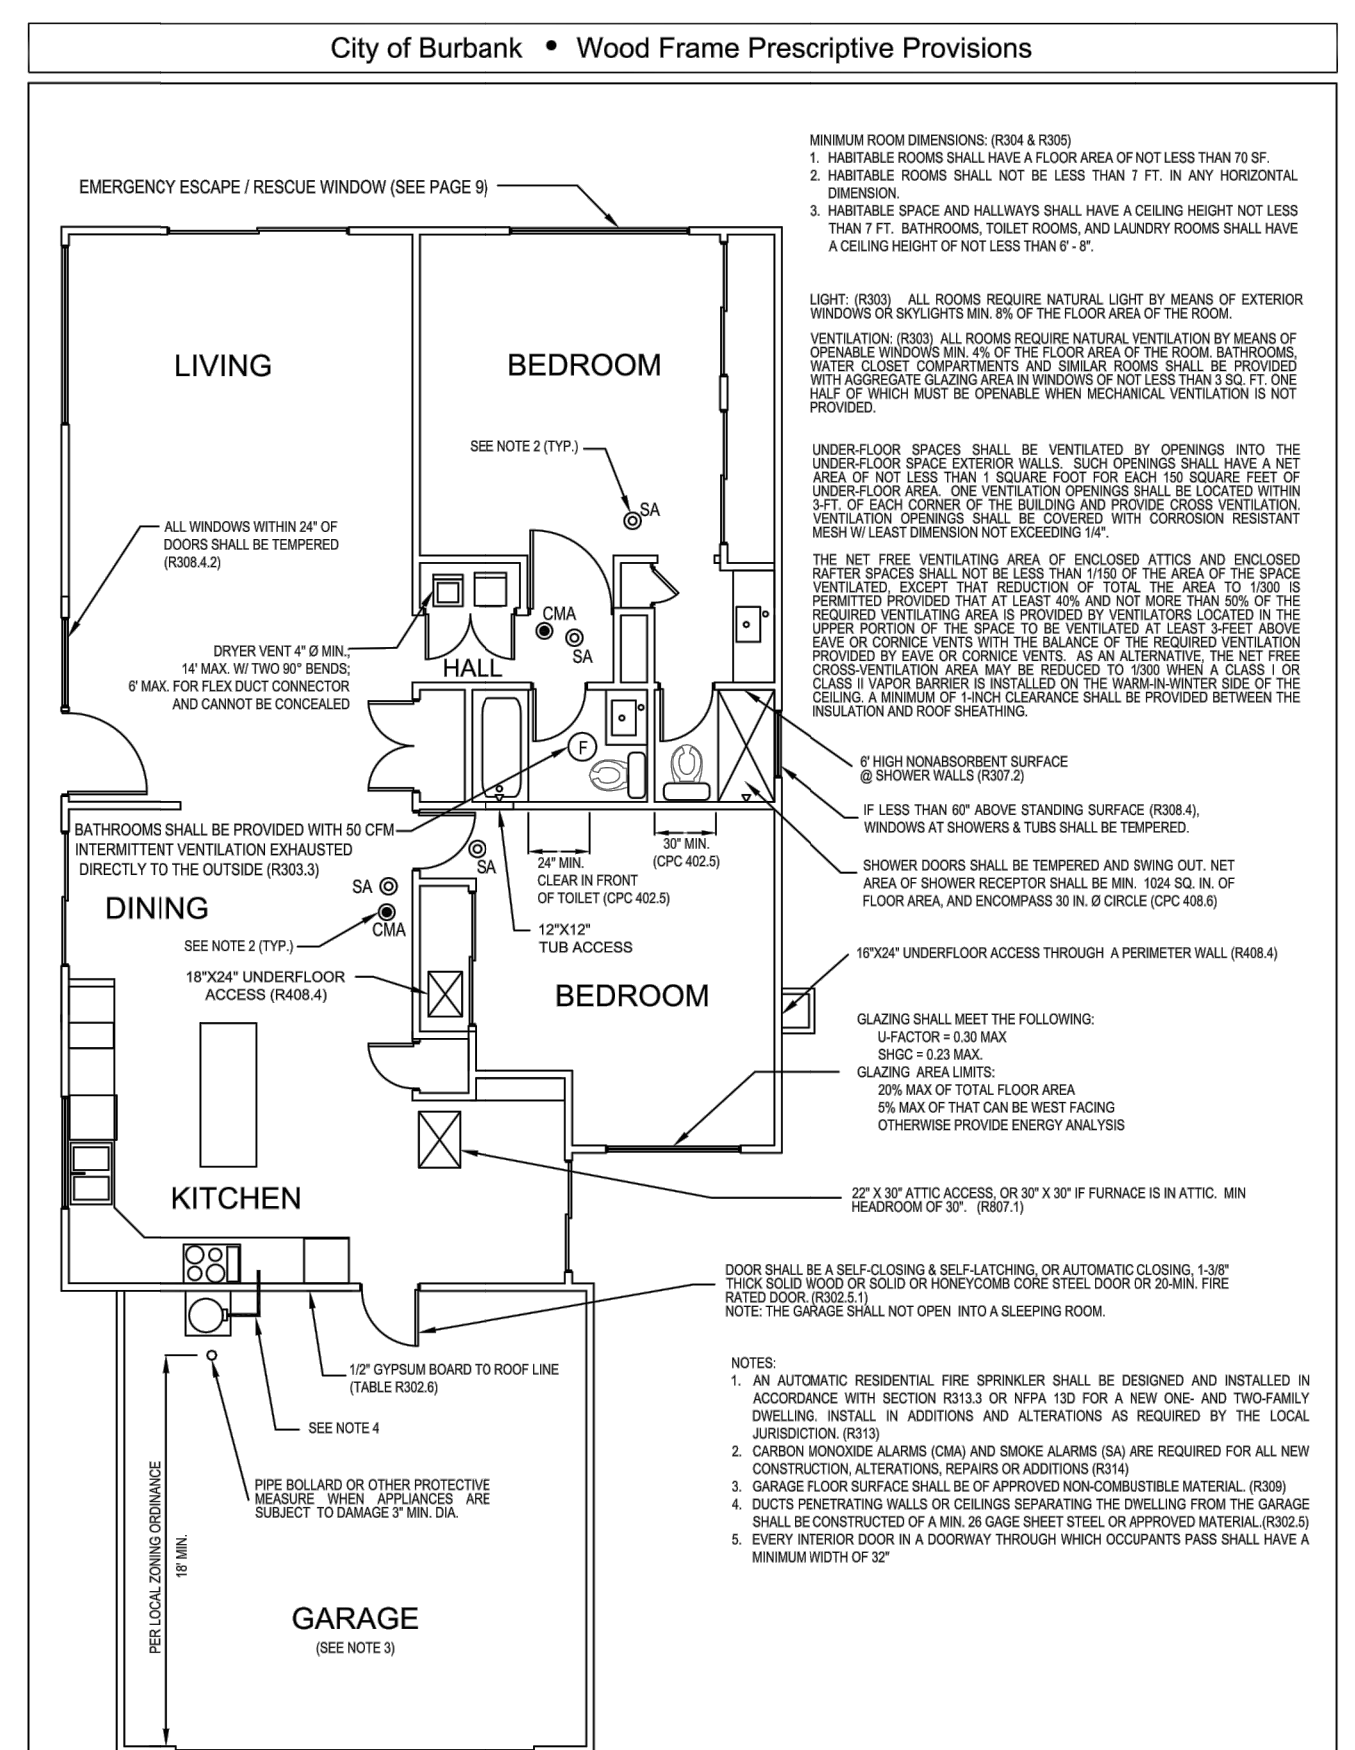 City of Burbank • Wood Frame Prescriptive Provisions
MINIMUM ROOM DIMENSIONS: (R304 & R305)
1. HABITABLE ROOMS SHALL HAVE A FLOOR AREA OF NOT LESS THAN 70 SF.
2. HABITABLE ROOMS SHALL NOT BE LESS THAN 7 FT. IN ANY HORIZONTAL
DIMENSION.
3. HABITABLE SPACE AND HALLWAYS SHALL HAVE A CEILING HEIGHT NOT LESS
THAN 7 FT. BATHROOMS, TOILET ROOMS, AND LAUNDRY ROOMS SHALL HAVE
A CEILING HEIGHT OF NOT LESS THAN 6' - 8".
EMERGENCY ESCAPE / RESCUE WINDOW (SEE PAGE 9)
LIGHT: (R303) ALL ROOMS REQUIRE NATURAL LIGHT BY MEANS OF EXTERIOR
WINDOWS OR SKYLIGHTS MIN. 8% OF THE FLOOR AREA OF THE ROOM.
VENTILATION: (R303) ALL ROOMS REQUIRE NATURAL VENTILATION BY MEANS OF
OPENABLE WINDOWS MIN. 4% OF THE FLOOR AREA OF THE ROOM. BATHROOMS,
WATER CLOSET COMPARTMENTS AND SIMILAR ROOMS SHALL BE PROVIDED
WITH AGGREGATE GLAZING AREA IN WINDOWS OF NOT LESS THAN 3 SQ. FT. ONE
HALF OF WHICH MUST BE OPENABLE WHEN MECHANICAL VENTILATION IS NOT
PROVIDED.
LIVING
BEDROOM
SEE NOTE 2 (TYP.)
SA
UNDER-FLOOR SPACES SHALL BE VENTILATED BY OPENINGS INTO THE
UNDER-FLOOR SPACE EXTERIOR WALLS. SUCH OPENINGS SHALL HAVE A NET
AREA OF NOT LESS THAN 1 SQUARE FOOT FOR EACH 150 SQUARE FEET OF
UNDER-FLOOR AREA. ONE VENTILATION OPENINGS SHALL BE LOCATED WITHIN
3-FT. OF EACH CORNER OF THE BUILDING AND PROVIDE CROSS VENTILATION.
VENTILATION OPENINGS SHALL BE COVERED WITH CORROSION RESISTANT
MESH W/ LEAST DIMENSION NOT EXCEEDING 1/4".
ALL WINDOWS WITHIN 24" OF
DOORS SHALL BE TEMPERED
(R308.4.2)
THE NET FREE VENTILATING AREA OF ENCLOSED ATTICS AND ENCLOSED
RAFTER SPACES SHALL NOT BE LESS THAN 1/150 OF THE AREA OF THE SPACE
VENTILATED, EXCEPT THAT REDUCTION OF TOTAL THE AREA TO 1/300 IS
PERMITTED PROVIDED THAT AT LEAST 40% AND NOT MORE THAN 50% OF THE
REQUIRED VENTILATING AREA IS PROVIDED BY VENTILATORS LOCATED IN THE
UPPER PORTION OF THE SPACE TO BE VENTILATED AT LEAST 3-FEET ABOVE
EAVE OR CORNICE VENTS WITH THE BALANCE OF THE REQUIRED VENTILATION
PROVIDED BY EAVE OR CORNICE VENTS. AS AN ALTERNATIVE, THE NET FREE
CROSS-VENTILATION AREA MAY BE REDUCED TO 1/300 WHEN A CLASS I OR
CLASS II VAPOR BARRIER IS INSTALLED ON THE WARM-IN-WINTER SIDE OF THE
CEILING. A MINIMUM OF 1-INCH CLEARANCE SHALL BE PROVIDED BETWEEN THE
INSULATION AND ROOF SHEATHING.
CMA
SA
DRYER VENT 4" Ø MIN.,
14' MAX. W/ TWO 90° BENDS;
6' MAX. FOR FLEX DUCT CONNECTOR
AND CANNOT BE CONCEALED
HALL
F
6' HIGH NONABSORBENT SURFACE
@ SHOWER WALLS (R307.2)
IF LESS THAN 60" ABOVE STANDING SURFACE (R308.4),
WINDOWS AT SHOWERS & TUBS SHALL BE TEMPERED.
BATHROOMS SHALL BE PROVIDED WITH 50 CFM
INTERMITTENT VENTILATION EXHAUSTED
DIRECTLY TO THE OUTSIDE (R303.3)
SA
24" MIN.
CLEAR IN FRONT
OF TOILET (CPC 402.5)
30" MIN.
(CPC 402.5)
SHOWER DOORS SHALL BE TEMPERED AND SWING OUT. NET
AREA OF SHOWER RECEPTOR SHALL BE MIN. 1024 SQ. IN. OF
FLOOR AREA, AND ENCOMPASS 30 IN. Ø CIRCLE (CPC 408.6)
SA
CMA
DINING
SEE NOTE 2 (TYP.)
12"X12"
TUB ACCESS
16"X24" UNDERFLOOR ACCESS THROUGH A PERIMETER WALL (R408.4)
18"X24" UNDERFLOOR
ACCESS (R408.4)
BEDROOM
GLAZING SHALL MEET THE FOLLOWING:
U-FACTOR = 0.30 MAX
SHGC = 0.23 MAX.
GLAZING AREA LIMITS:
20% MAX OF TOTAL FLOOR AREA
5% MAX OF THAT CAN BE WEST FACING
OTHERWISE PROVIDE ENERGY ANALYSIS
KITCHEN
22" X 30" ATTIC ACCESS, OR 30" X 30" IF FURNACE IS IN ATTIC. MIN
HEADROOM OF 30". (R807.1)
DOOR SHALL BE A SELF-CLOSING & SELF-LATCHING, OR AUTOMATIC CLOSING, 1-3/8"
THICK SOLID WOOD OR SOLID OR HONEYCOMB CORE STEEL DOOR OR 20-MIN. FIRE
RATED DOOR. (R302.5.1)
NOTE: THE GARAGE SHALL NOT OPEN INTO A SLEEPING ROOM.
1/2" GYPSUM BOARD TO ROOF LINE
(TABLE R302.6)
SEE NOTE 4
PIPE BOLLARD OR OTHER PROTECTIVE
MEASURE WHEN APPLIANCES ARE
SUBJECT TO DAMAGE 3" MIN. DIA.
PER LOCAL ZONING ORDINANCE
18' MIN.
GARAGE
(SEE NOTE 3)
NOTES:
1. AN AUTOMATIC RESIDENTIAL FIRE SPRINKLER SHALL BE DESIGNED AND INSTALLED IN
ACCORDANCE WITH SECTION R313.3 OR NFPA 13D FOR A NEW ONE- AND TWO-FAMILY
DWELLING. INSTALL IN ADDITIONS AND ALTERATIONS AS REQUIRED BY THE LOCAL
JURISDICTION. (R313)
2. CARBON MONOXIDE ALARMS (CMA) AND SMOKE ALARMS (SA) ARE REQUIRED FOR ALL NEW
CONSTRUCTION, ALTERATIONS, REPAIRS OR ADDITIONS (R314)
3. GARAGE FLOOR SURFACE SHALL BE OF APPROVED NON-COMBUSTIBLE MATERIAL. (R309)
4. DUCTS PENETRATING WALLS OR CEILINGS SEPARATING THE DWELLING FROM THE GARAGE
SHALL BE CONSTRUCTED OF A MIN. 26 GAGE SHEET STEEL OR APPROVED MATERIAL.(R302.5)
5. EVERY INTERIOR DOOR IN A DOORWAY THROUGH WHICH OCCUPANTS PASS SHALL HAVE A
MINIMUM WIDTH OF 32"